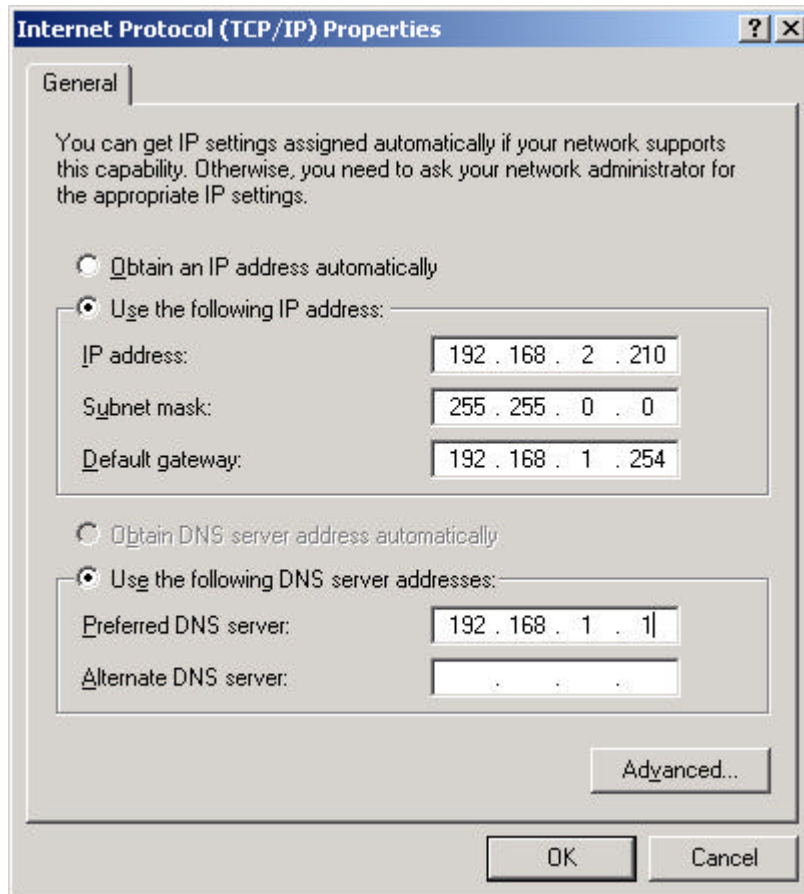 Internet Protocol (TCP/IP) Properties
General
You can get IP settings assigned automatically if your network supports
this capability. Otherwise, you need to ask your network administrator for
the appropriate IP settings.
Obtain an IP address automatically
Use the following IP address:
IP address: 192 . 168 . 2 . 210
Subnet mask: 255 . 255 . 0 . 0
Default gateway: 192 . 168 . 1 . 254
Obtain DNS server address automatically
Use the following DNS server addresses:
Preferred DNS server: 192 . 168 . 1 . 1
Alternate DNS server: . . .
Advanced...
OK Cancel